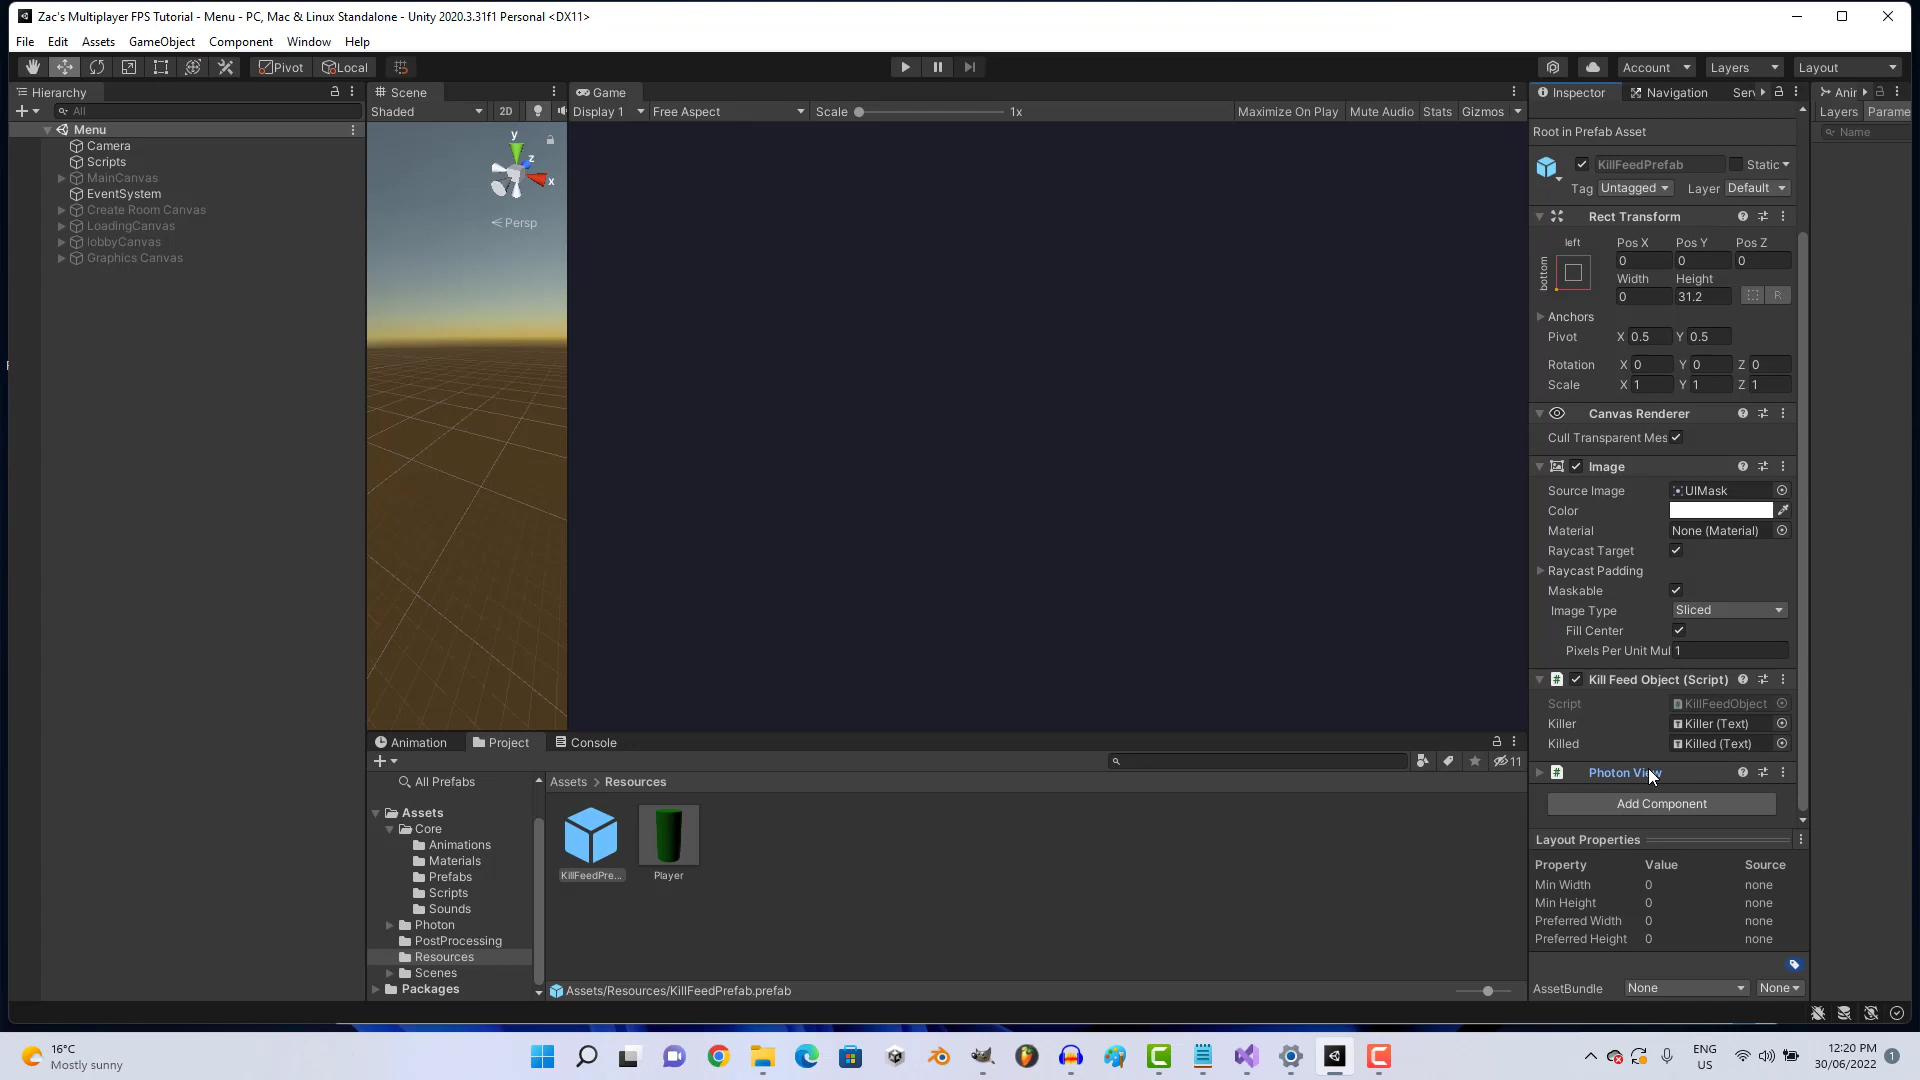 Zac's Multiplayer FPS Tutorial - Menu - PC, Mac & Linux Standalone - Unity 2020.3.31f1 Personal <DX11>
File Edit Assets GameObject Component Window Help
Pivot Local Account Layers Layout
Hierarchy Scene Game Inspector Navigation
All Shaded 2D Display 1 Free Aspect Scale 1x Maximize On Play Mute Audio Stats Gizmos Layers
Menu
Camera
Scripts
MainCanvas
EventSystem
Create Room Canvas
LoadingCanvas
lobbyCanvas
Graphics Canvas
y
z
x
Persp
Name
Root in Prefab Asset
KillFeedPrefab Static
Tag Untagged Layer Default
Rect Transform
left Pos X Pos Y Pos Z
bottom 0 0 0
Width Height
0 31.2 R
Anchors
Pivot X 0.5 Y 0.5
Rotation X 0 Y 0 Z 0
Scale X 1 Y 1 Z 1
Canvas Renderer
Cull Transparent Mes
Image
Source Image UIMask
Color
Material None (Material)
Raycast Target
Raycast Padding
Maskable
Image Type Sliced
Fill Center
Pixels Per Unit Mul 1
Kill Feed Object (Script)
Script KillFeedObject
Killer Killer (Text)
Killed Killed (Text)
Photon View
Add Component
Layout Properties
Property Value Source
Min Width 0 none
Min Height 0 none
Preferred Width 0 none
Preferred Height 0 none
AssetBundle None None
Animation Project Console
11
All Prefabs
Assets
Core
Animations
Materials
Prefabs
Scripts
Sounds
Photon
PostProcessing
Resources
Scenes
Packages
Assets > Resources
KillFeedPre... Player
Assets/Resources/KillFeedPrefab.prefab
16°C
Mostly sunny
ENG
US
12:20 PM
30/06/2022
1